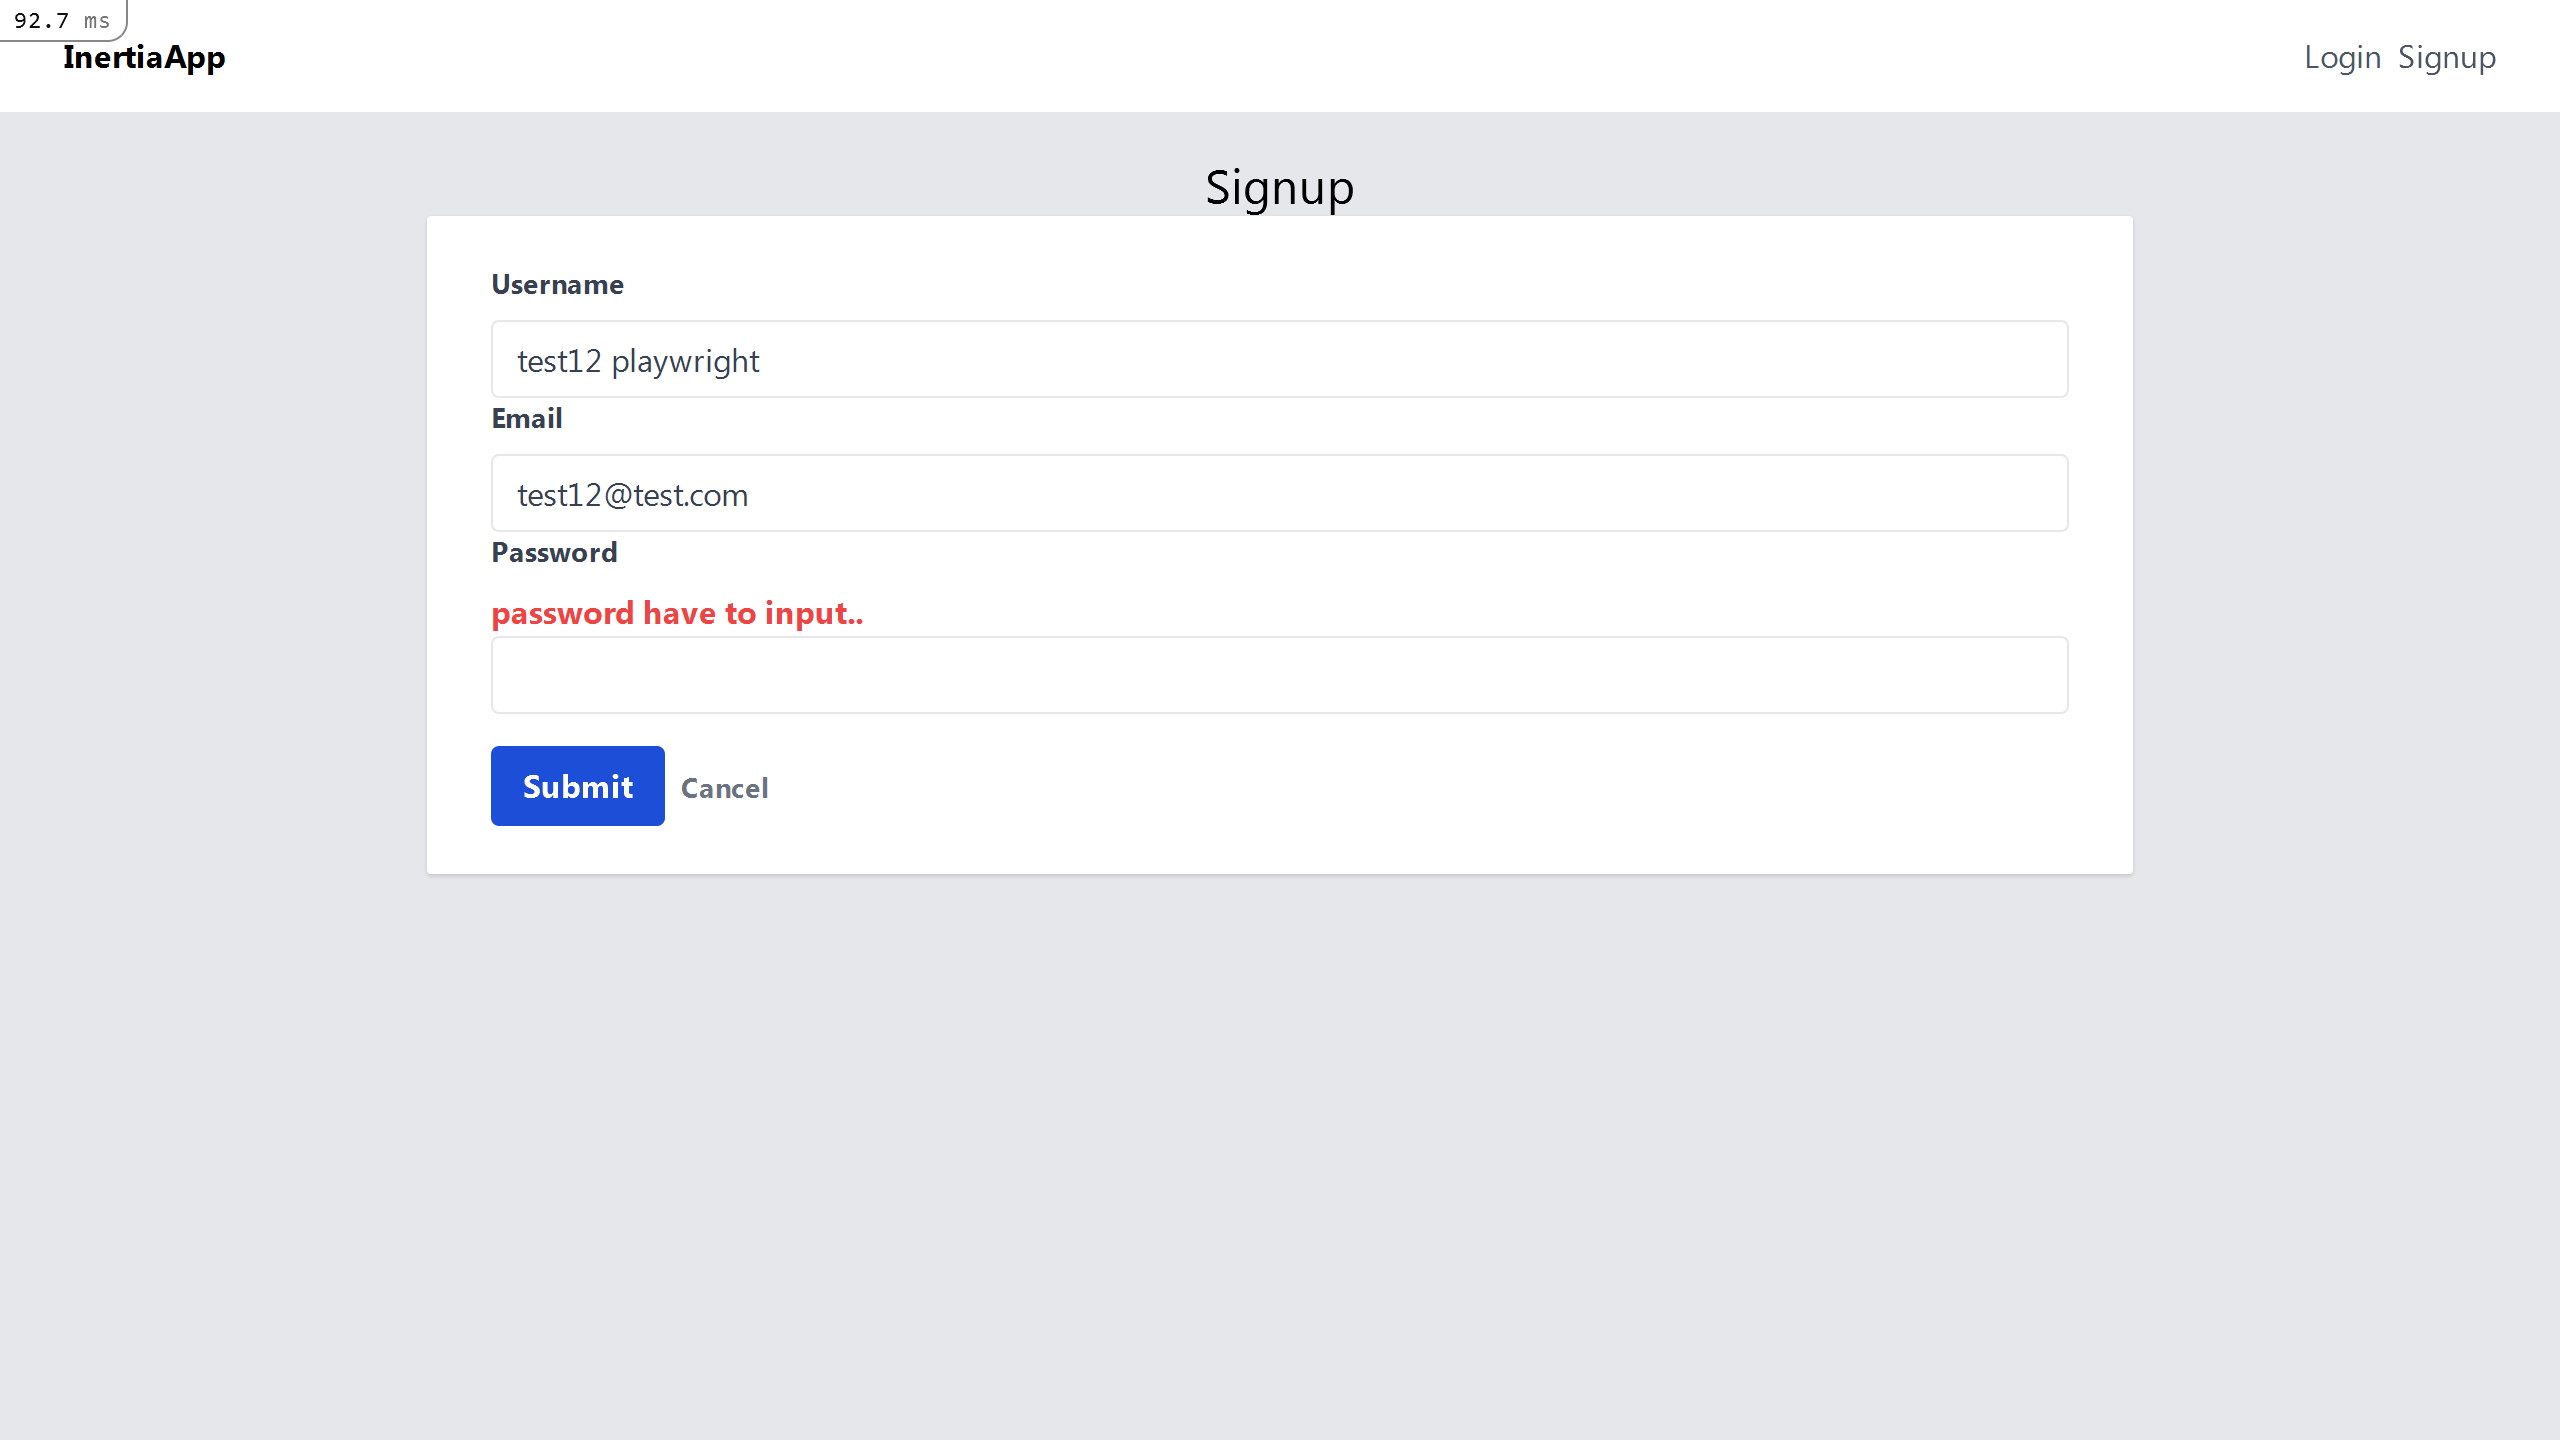 92.7 ms
InertiaApp
Login Signup
Signup
Username
test12 playwright
Email
test12@test.com
Password
password have to input..
Submit Cancel